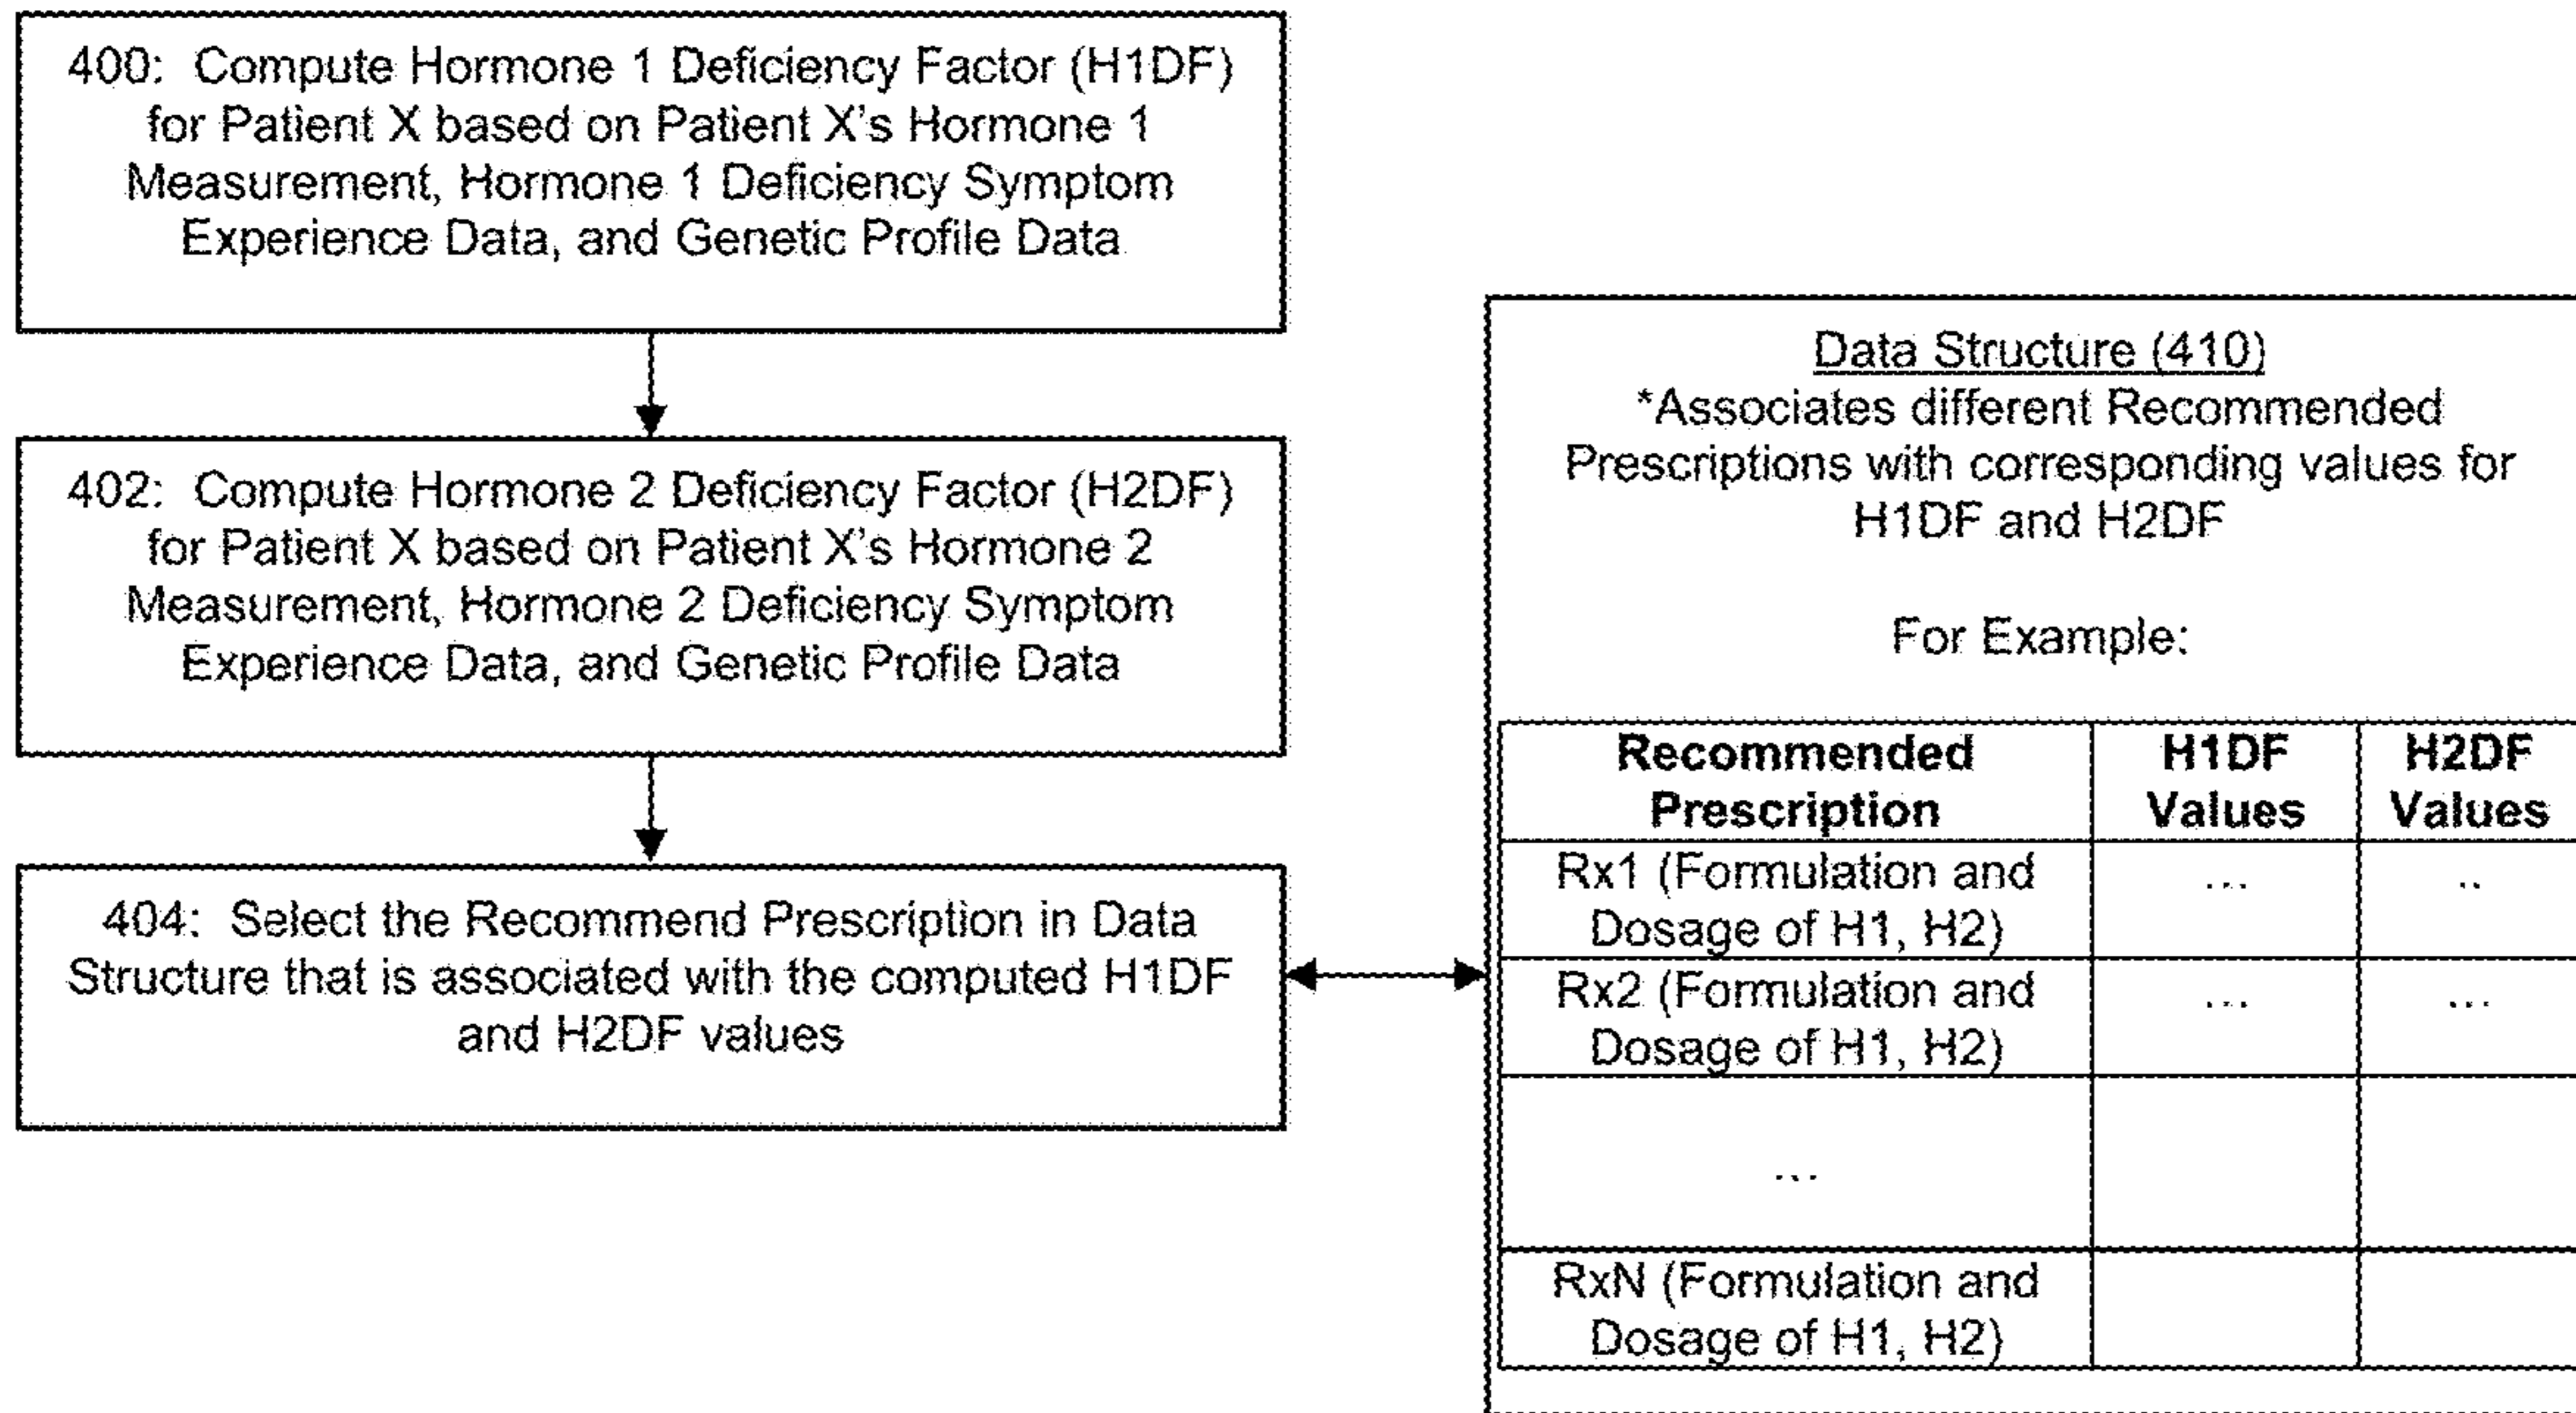 400: Compute Hormone 1 Deficiency Factor (H1DF)
for Patient X based on Patient X's Hormone 1
Measurement, Hormone 1 Deficiency Symptom
Experience Data, and Genetic Profile Data
402: Compute Hormone 2 Deficiency Factor (H2DF)
for Patient X based on Patient X's Hormone 2
Measurement, Hormone 2 Deficiency Symptom
Experience Data, and Genetic Profile Data
404: Select the Recommend Prescription in Data
Structure that is associated with the computed H1DF
and H2DF values
Data Structure (410)
*Associates different Recommended
Prescriptions with corresponding values for
H1DF and H2DF
For Example:
Recommended H1DF H2DF
Prescription Values Values
Rx1 (Formulation and ... ..
Dosage of H1, H2)
Rx2 (Formulation and ... ...
Dosage of H1, H2)
...
RxN (Formulation and
Dosage of H1, H2)